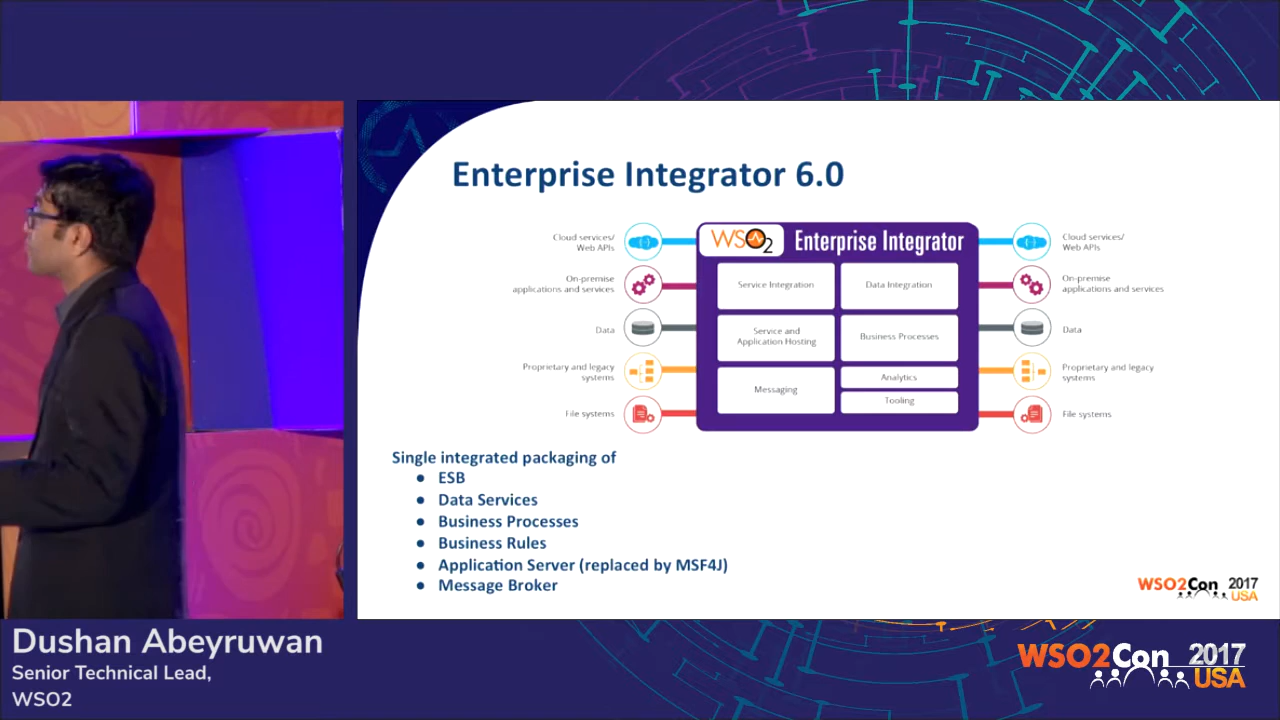 Enterprise Integrator 6.0
Cloud services/
Web APIs
On-premise
applications and services
Data
Proprietary and legacy
systems
File systems
WSO2 Enterprise Integrator
Service Integration
Data Integration
Service and
Application Hosting
Business Processes
Messaging
Analytics
Tooling
Cloud services/
Web APIs
On-premise
applications and services
Data
Proprietary and legacy
systems
File systems
Single integrated packaging of
● ESB
● Data Services
● Business Processes
● Business Rules
● Application Server (replaced by MSF4J)
● Message Broker
WSO2Con 2017
USA
Dushan Abeyruwan
Senior Technical Lead,
WSO2
WSO2Con 2017
USA